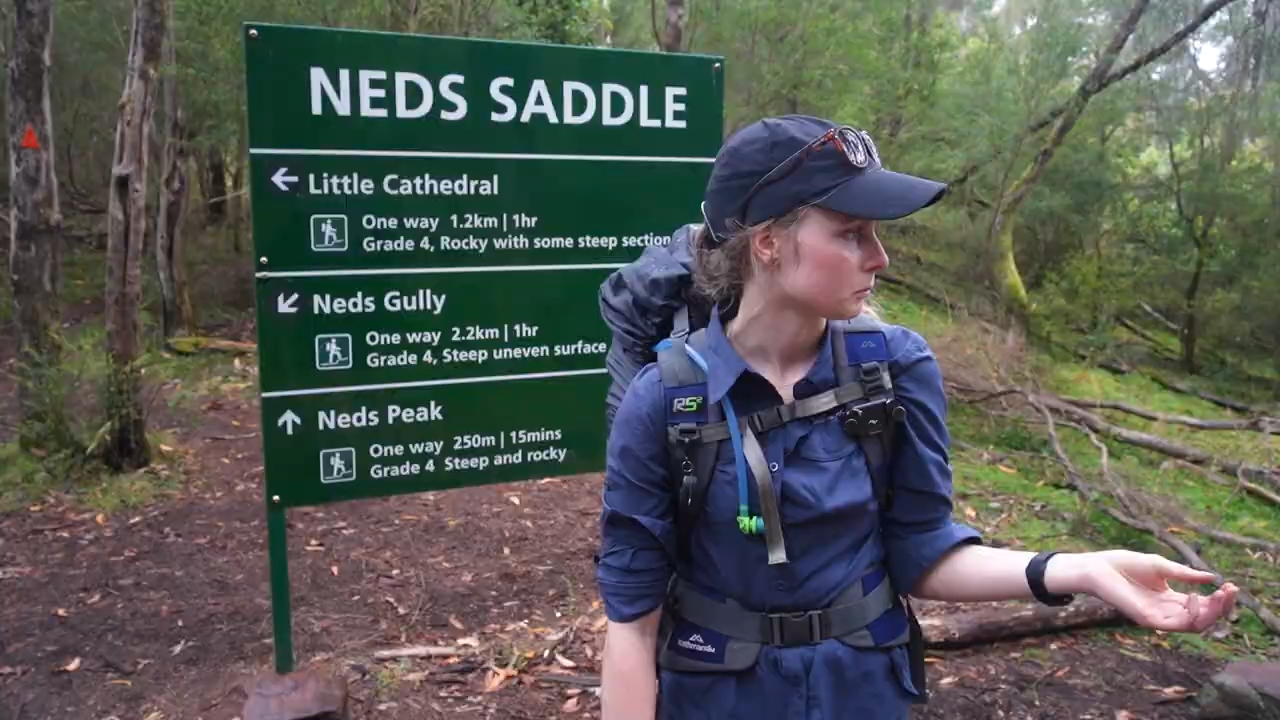 NEDS SADDLE
← Little Cathedral
One way 1.2km | 1hr
Grade 4, Rocky with some steep section
↙ Neds Gully
One way 2.2km | 1hr
Grade 4, Steep uneven surface
↑ Neds Peak
One way 250m | 15mins
Grade 4 Steep and rocky
RS²
kathmandu